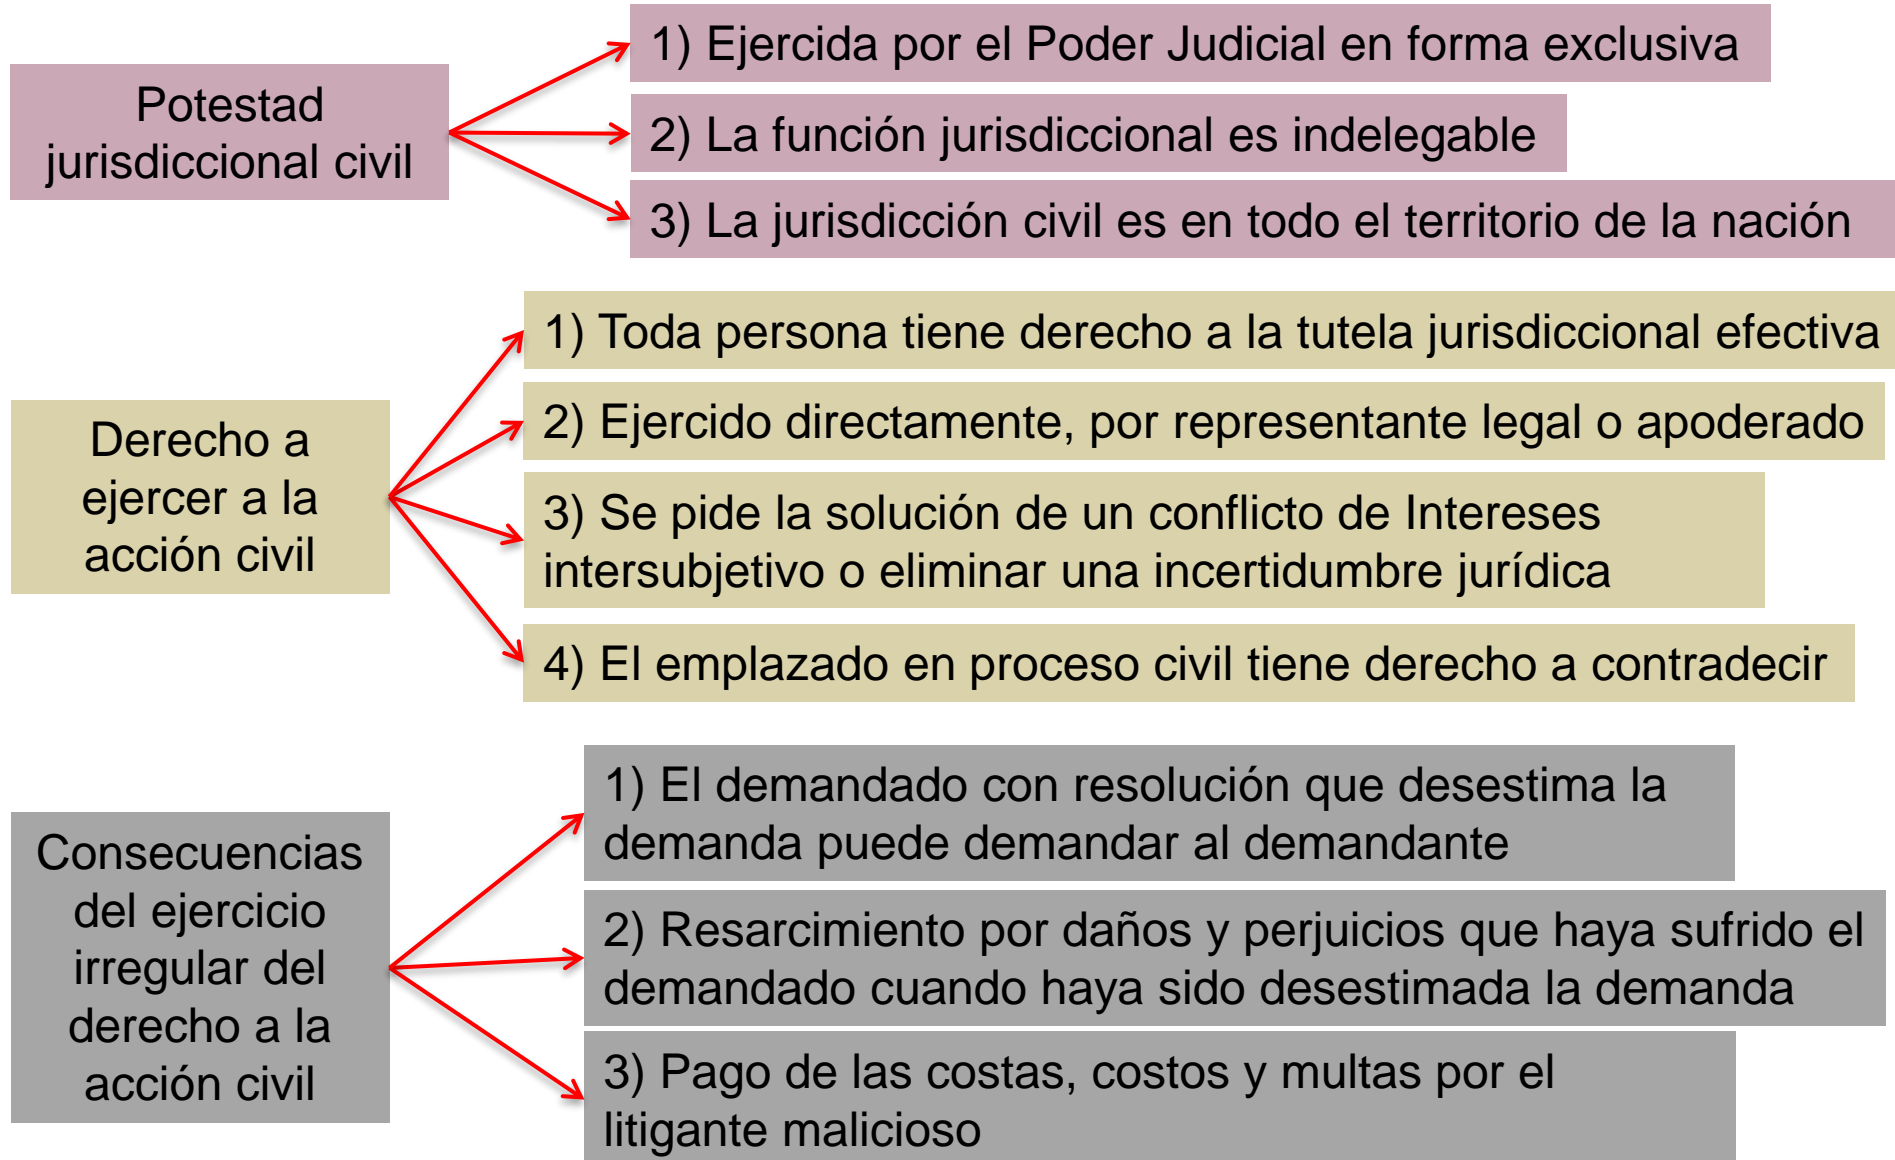 Potestad
jurisdiccional civil
1) Ejercida por el Poder Judicial en forma exclusiva
2) La función jurisdiccional es indelegable
3) La jurisdicción civil es en todo el territorio de la nación
Derecho a
ejercer a la
acción civil
1) Toda persona tiene derecho a la tutela jurisdiccional efectiva
2) Ejercido directamente, por representante legal o apoderado
3) Se pide la solución de un conflicto de Intereses
intersubjetivo o eliminar una incertidumbre jurídica
4) El emplazado en proceso civil tiene derecho a contradecir
Consecuencias
del ejercicio
irregular del
derecho a la
acción civil
1) El demandado con resolución que desestima la
demanda puede demandar al demandante
2) Resarcimiento por daños y perjuicios que haya sufrido el
demandado cuando haya sido desestimada la demanda
3) Pago de las costas, costos y multas por el
litigante malicioso